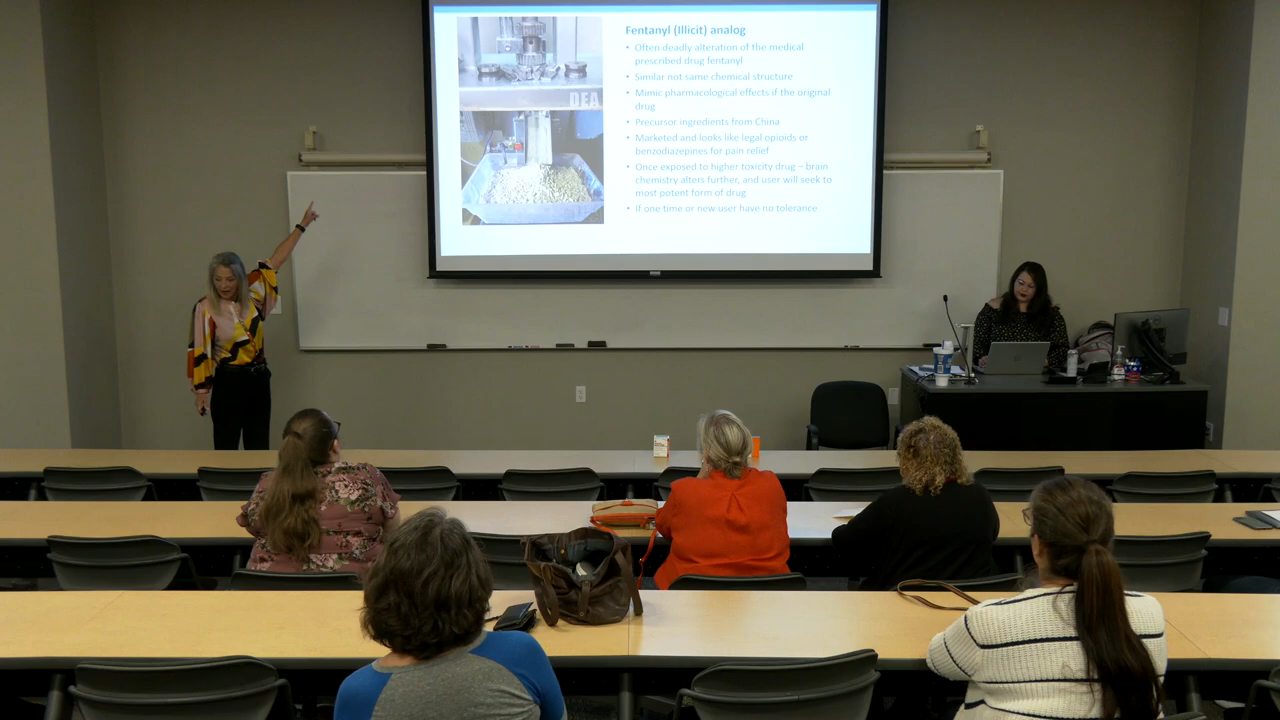 Fentanyl (Illicit) analog
• Often deadly alteration of the medical
prescribed drug fentanyl
• Similar not same chemical structure
• Mimic pharmacological effects if the original
drug
• Precursor ingredients from China
• Marketed and looks like legal opioids or
benzodiazepines for pain relief
• Once exposed to higher toxicity drug – brain
chemistry alters further, and user will seek to
most potent form of drug
• If one time or new user have no tolerance
DEA